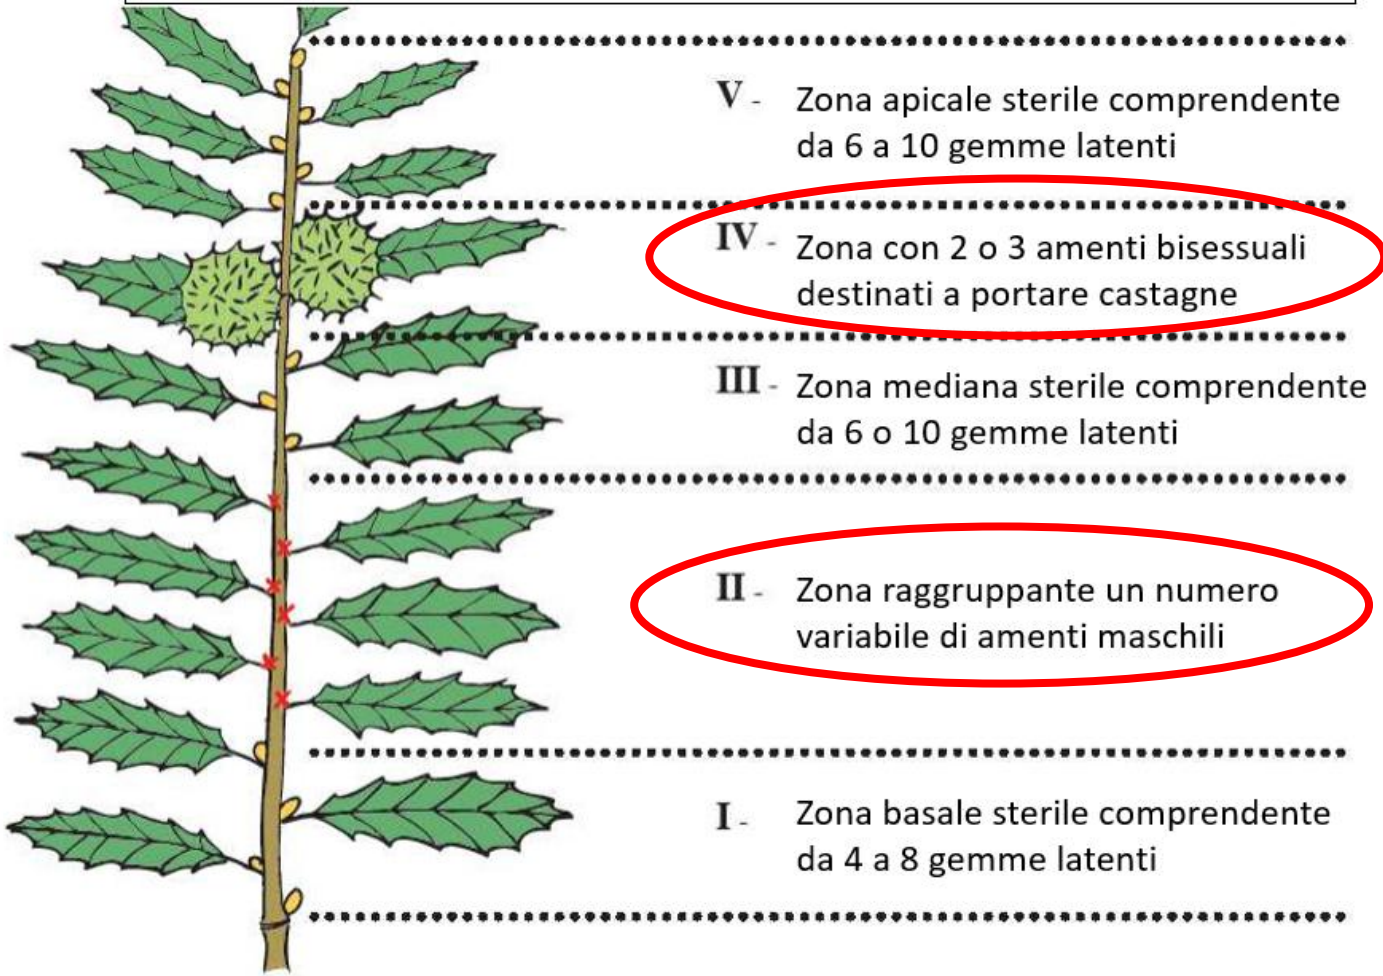 V - Zona apicale sterile comprendente
da 6 a 10 gemme latenti
IV - Zona con 2 o 3 amenti bisessuali
destinati a portare castagne
III - Zona mediana sterile comprendente
da 6 o 10 gemme latenti
II - Zona raggruppante un numero
variabile di amenti maschili
I - Zona basale sterile comprendente
da 4 a 8 gemme latenti